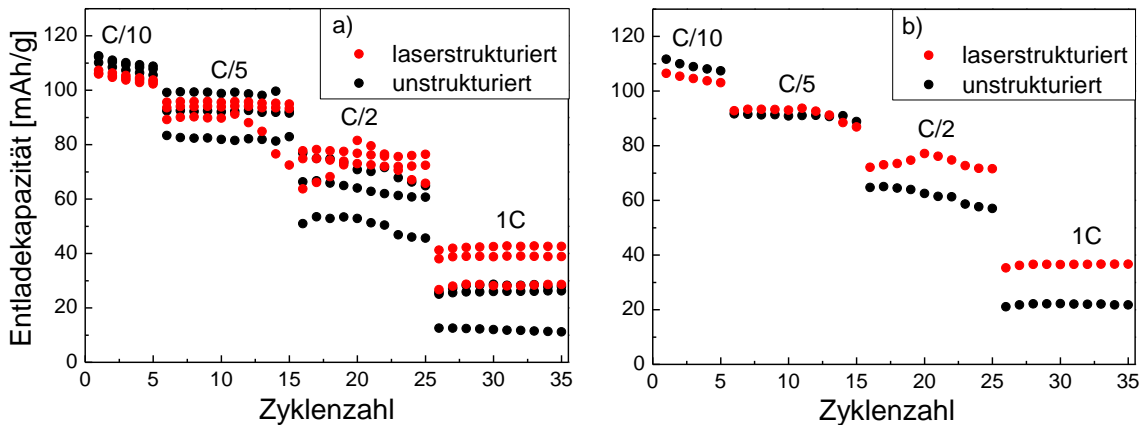 a)
laserstrukturiert
unstrukturiert
C/10
C/5
C/2
1C
120
100
80
60
40
20
0
0 5 10 15 20 25 30 35
Entladekapazität [mAh/g]
Zyklenzahl
b)
laserstrukturiert
unstrukturiert
C/10
C/5
C/2
1C
120
100
80
60
40
20
0
0 5 10 15 20 25 30 35
Zyklenzahl